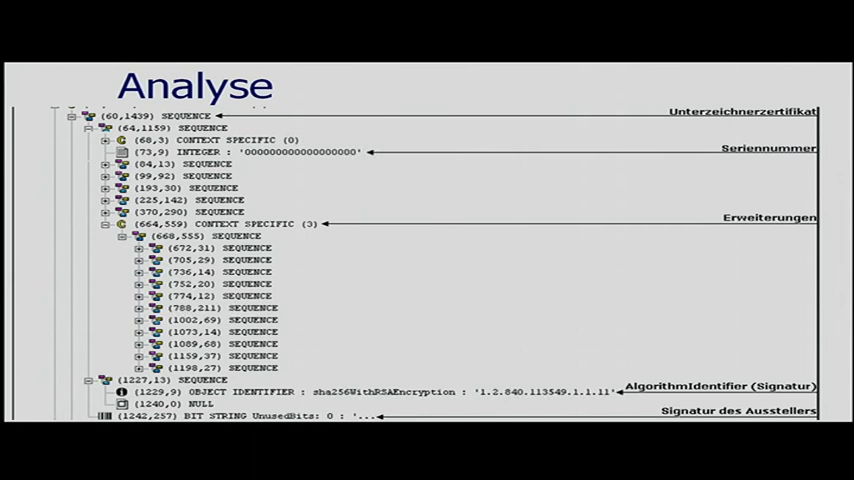 Analyse
(60,1439) SEQUENCE
Unterzeichnerzertifikat
(64,1159) SEQUENCE
(68,3) CONTEXT SPECIFIC (0)
(73,9) INTEGER : '000000000000000000'
Seriennummer
(84,13) SEQUENCE
(99,92) SEQUENCE
(193,30) SEQUENCE
(225,142) SEQUENCE
(370,290) SEQUENCE
(664,559) CONTEXT SPECIFIC (3)
Erweiterungen
(668,555) SEQUENCE
(672,31) SEQUENCE
(705,29) SEQUENCE
(736,14) SEQUENCE
(752,20) SEQUENCE
(774,12) SEQUENCE
(788,211) SEQUENCE
(1002,69) SEQUENCE
(1073,14) SEQUENCE
(1089,68) SEQUENCE
(1159,37) SEQUENCE
(1198,27) SEQUENCE
(1227,13) SEQUENCE
AlgorithmIdentifier (Signatur)
(1229,9) OBJECT IDENTIFIER : sha256WithRSAEncryption : '1.2.840.113549.1.1.11'
(1240,0) NULL
Signatur des Ausstellers
(1242,257) BIT STRING UnusedBits: 0 : '...